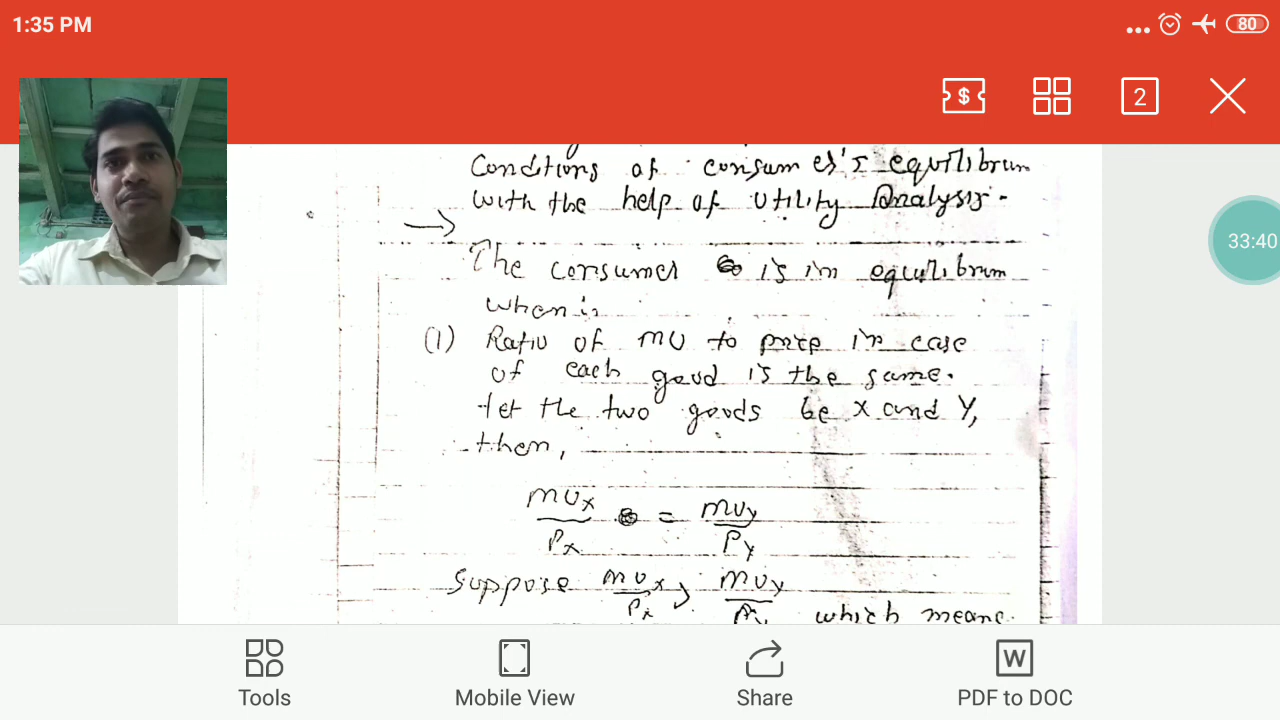 1:35 PM
80
$
2
Conditions of consumer's equilibrum
with the help of utility Analysis.
33:40
The consumer is in equilibrum
when is
(1) Ratio of MU to price in case
of each good is the same.
let the two goods be X and Y,
then,
MUx = MUy
Px Py
Suppose MUx > MUy which means
Px Py
W
Tools Mobile View Share PDF to DOC